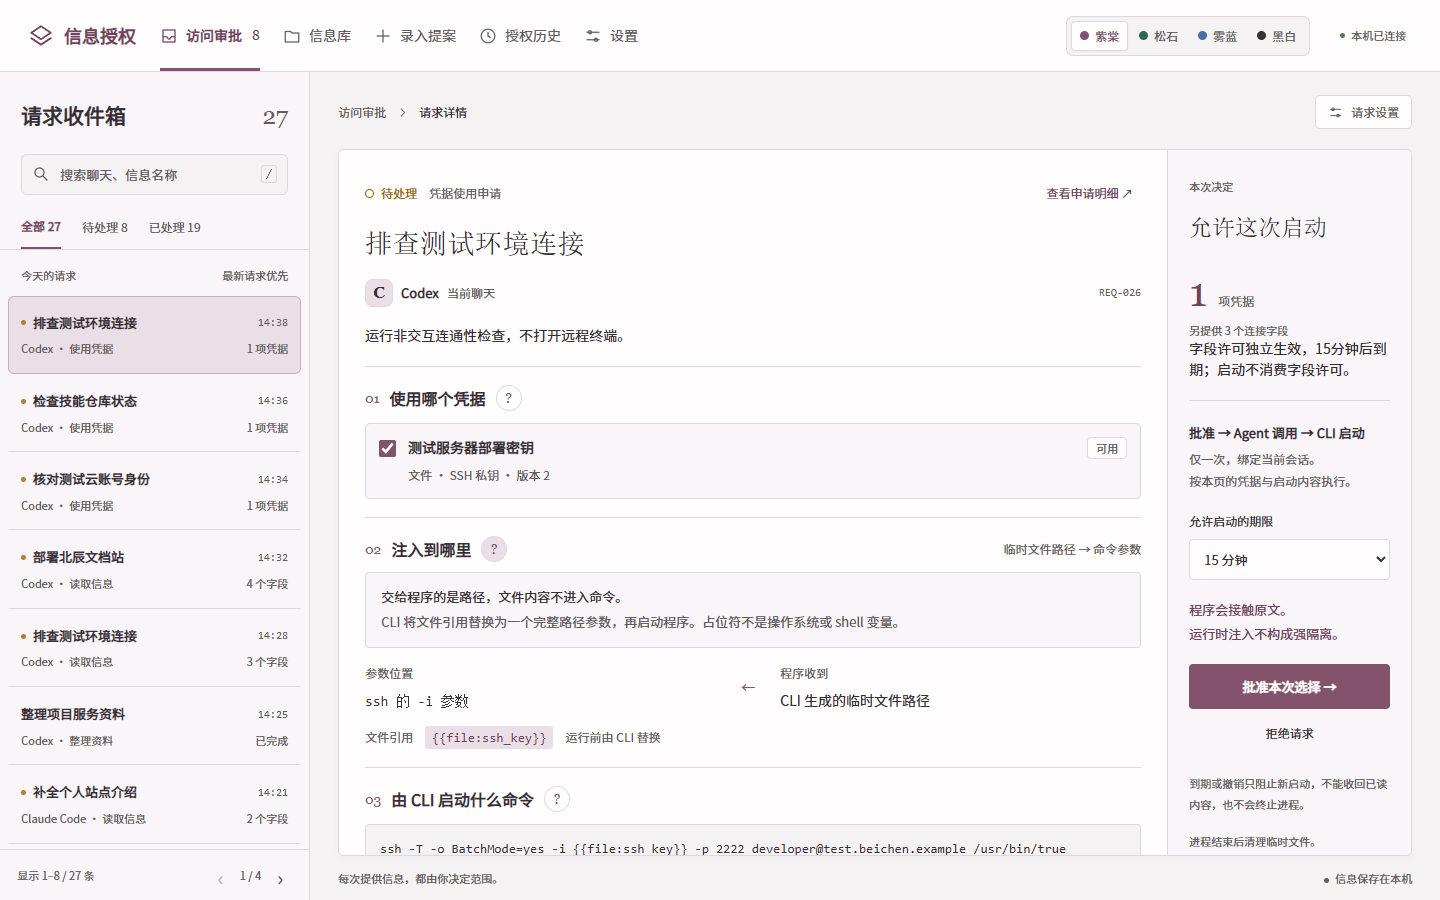 信息授权
访问审批 8
信息库
录入提案
授权历史
设置
紫棠
松石
雾蓝
黑白
本机已连接
请求收件箱 27
搜索聊天、信息名称 /
全部 27 待处理 8 已处理 19
今天的请求 最新请求优先
排查测试环境连接 14:38
Codex · 使用凭据 1 项凭据
检查技能仓库状态 14:36
Codex · 使用凭据 1 项凭据
核对测试云账号身份 14:34
Codex · 使用凭据 1 项凭据
部署北辰文档站 14:32
Codex · 读取信息 4 个字段
排查测试环境连接 14:28
Codex · 读取信息 3 个字段
整理项目服务资料 14:25
Codex · 整理资料 已完成
补全个人站点介绍 14:21
Claude Code · 读取信息 2 个字段
显示 1–8 / 27 条 ‹ 1 / 4 ›
访问审批 > 请求详情
请求设置
待处理 凭据使用申请 查看申请明细 ↗
排查测试环境连接
C Codex 当前聊天 REQ-026
运行非交互连通性检查，不打开远程终端。
01 使用哪个凭据 ?
测试服务器部署密钥 可用
文件 · SSH 私钥 · 版本 2
02 注入到哪里 ? 临时文件路径 → 命令参数
交给程序的是路径，文件内容不进入命令。
CLI 将文件引用替换为一个完整路径参数，再启动程序。占位符不是操作系统或 shell 变量。
参数位置 程序收到
ssh 的 -i 参数 ← CLI 生成的临时文件路径
文件引用 {{file:ssh_key}} 运行前由 CLI 替换
03 由 CLI 启动什么命令 ?
ssh -T -o BatchMode=yes -i {{file:ssh_key}} -p 2222 developer@test.beichen.example /usr/bin/true
本次决定
允许这次启动
1 项凭据
另提供 3 个连接字段
字段许可独立生效，15分钟后到
期；启动不消费字段许可。
批准 → Agent 调用 → CLI 启动
仅一次，绑定当前会话。
按本页的凭据与启动内容执行。
允许启动的期限
15 分钟
程序会接触原文。
运行时注入不构成强隔离。
批准本次选择 →
拒绝请求
到期或撤销只阻止新启动，不能收回已读
内容，也不会终止进程。
进程结束后清理临时文件。
每次提供信息，都由你决定范围。
信息保存在本机